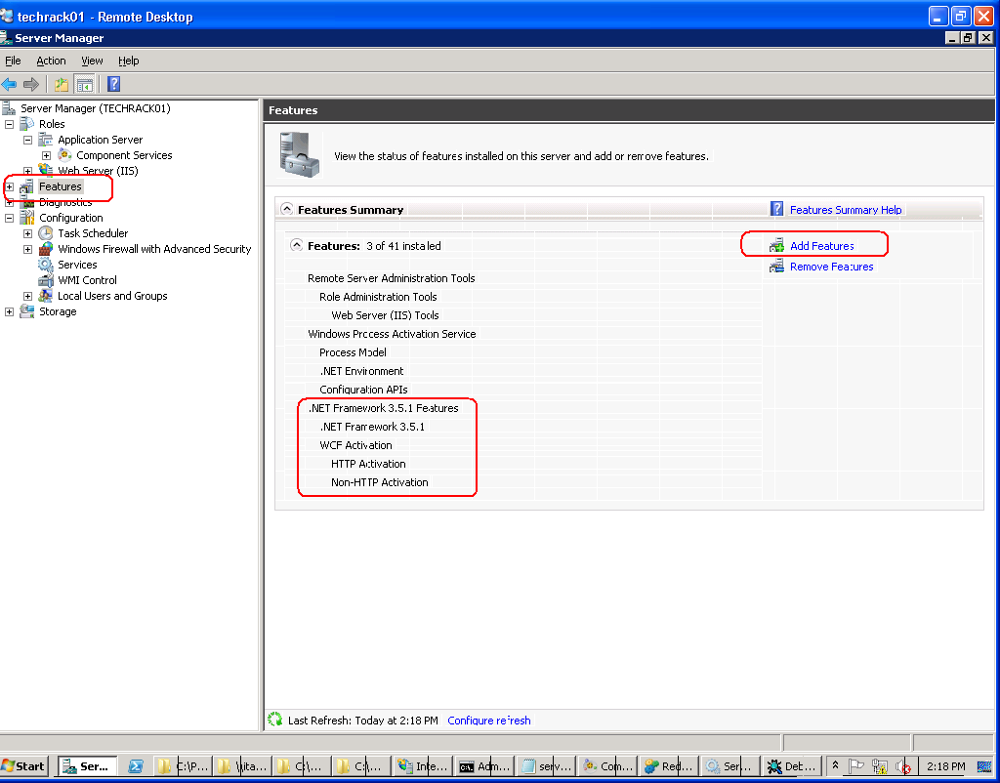 techrack01 - Remote Desktop
Server Manager
File Action View Help
Server Manager (TECHRACK01)
Roles
Application Server
Component Services
Web Server (IIS)
Features
Diagnostics
Configuration
Task Scheduler
Windows Firewall with Advanced Security
Services
WMI Control
Local Users and Groups
Storage
Features
View the status of features installed on this server and add or remove features.
Features Summary
Features Summary Help
Features: 3 of 41 installed
Add Features
Remove Features
Remote Server Administration Tools
Role Administration Tools
Web Server (IIS) Tools
Windows Process Activation Service
Process Model
.NET Environment
Configuration APIs
.NET Framework 3.5.1 Features
.NET Framework 3.5.1
WCF Activation
HTTP Activation
Non-HTTP Activation
Last Refresh: Today at 2:18 PM Configure refresh
Start Ser... C:\P... \\ita... C:\... C:\... Inte... Adm... serv... Com... Red... Ser... Deb... 2:18 PM